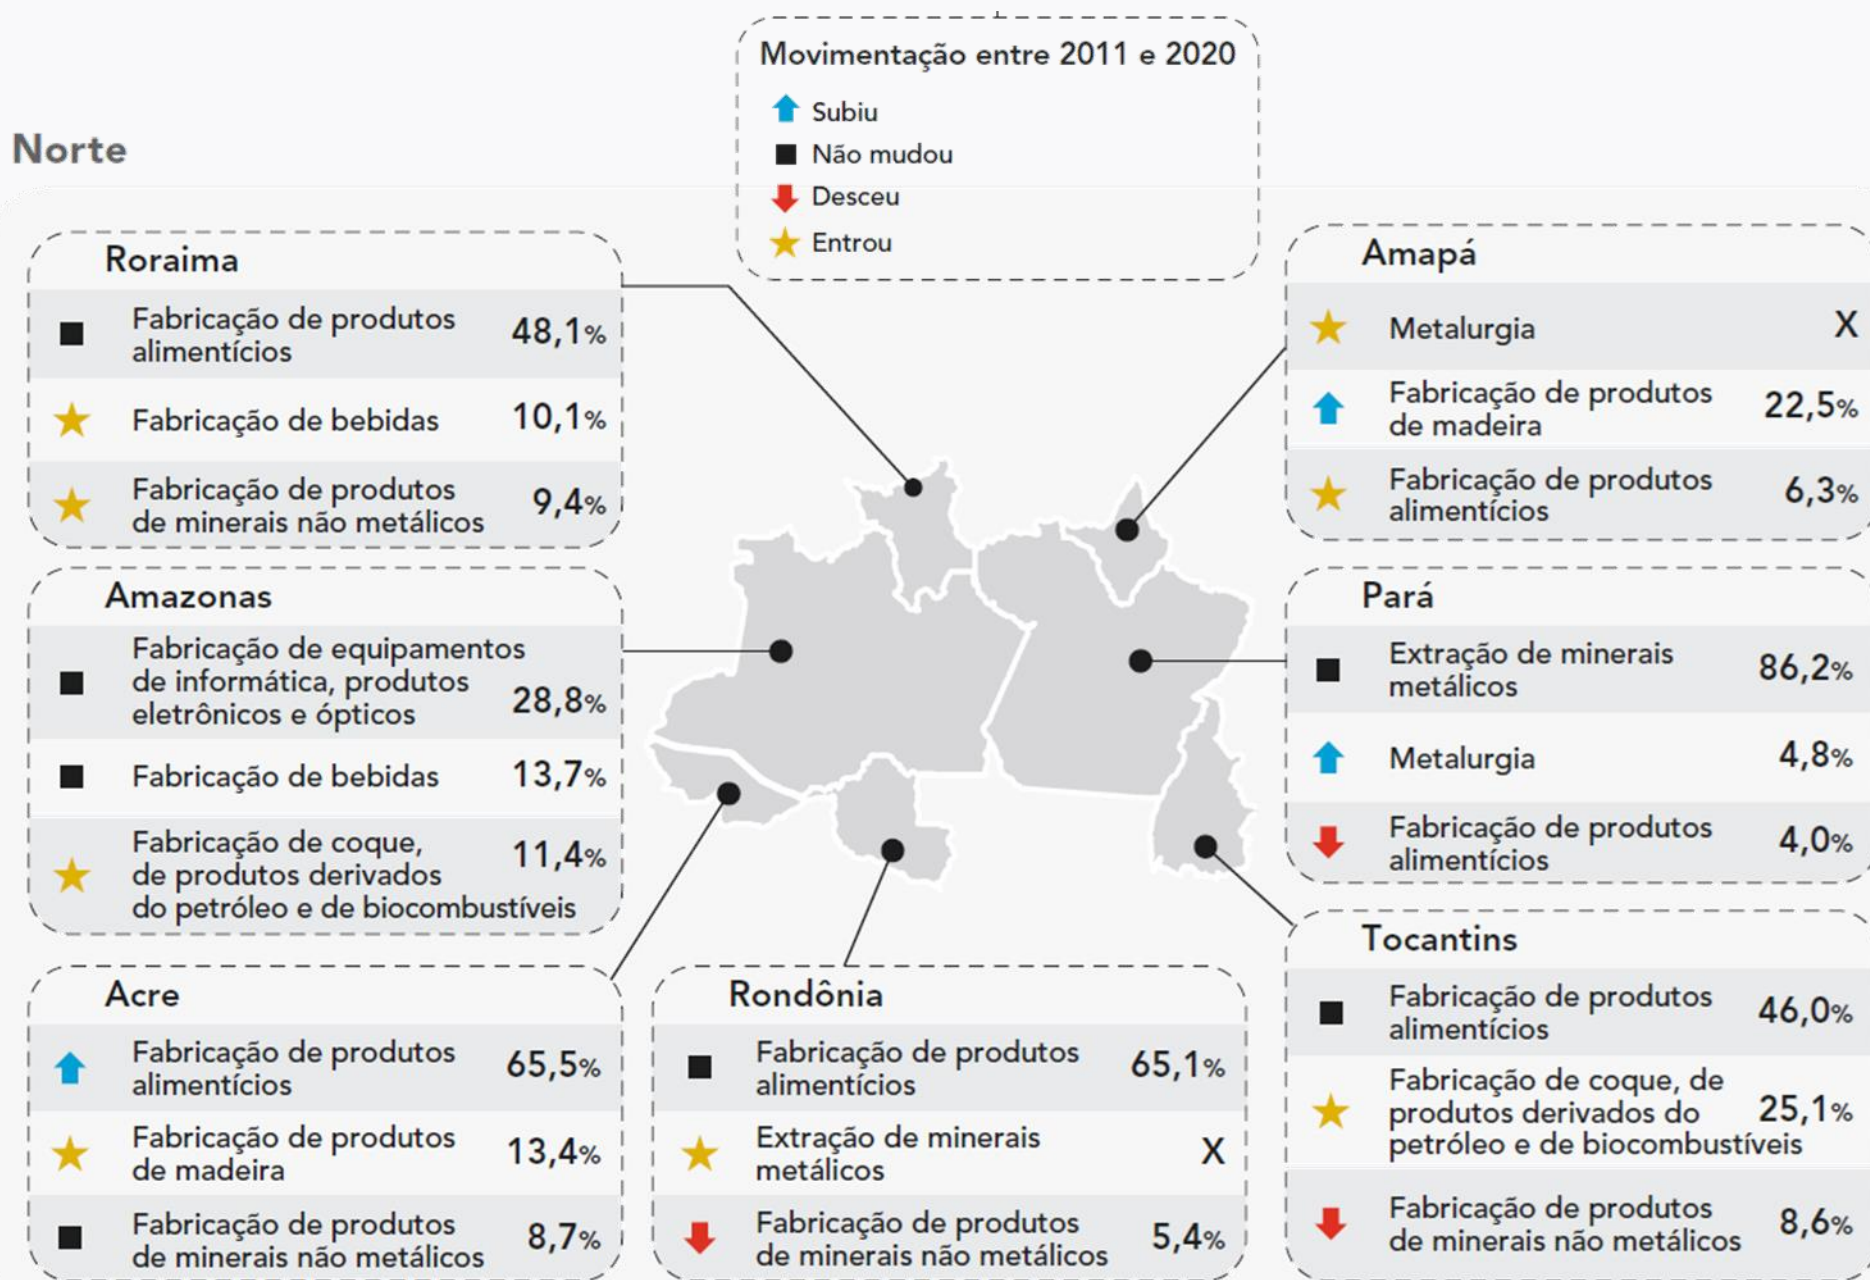 Movimentação entre 2011 e 2020
Subiu
Não mudou
Desceu
Entrou
Norte
Roraima
Fabricação de produtos
alimentícios
48,1%
Fabricação de bebidas
10,1%
Fabricação de produtos
de minerais não metálicos
9,4%
Amazonas
Fabricação de equipamentos
de informática, produtos
eletrônicos e ópticos
28,8%
Fabricação de bebidas
13,7%
Fabricação de coque,
de produtos derivados
do petróleo e de biocombustíveis
11,4%
Acre
Fabricação de produtos
alimentícios
65,5%
Fabricação de produtos
de madeira
13,4%
Fabricação de produtos
de minerais não metálicos
8,7%
Rondônia
Fabricação de produtos
alimentícios
65,1%
Extração de minerais
metálicos
X
Fabricação de produtos
de minerais não metálicos
5,4%
Amapá
Metalurgia
X
Fabricação de produtos
de madeira
22,5%
Fabricação de produtos
alimentícios
6,3%
Pará
Extração de minerais
metálicos
86,2%
Metalurgia
4,8%
Fabricação de produtos
alimentícios
4,0%
Tocantins
Fabricação de produtos
alimentícios
46,0%
Fabricação de coque, de
produtos derivados do
petróleo e de biocombustíveis
25,1%
Fabricação de produtos
de minerais não metálicos
8,6%